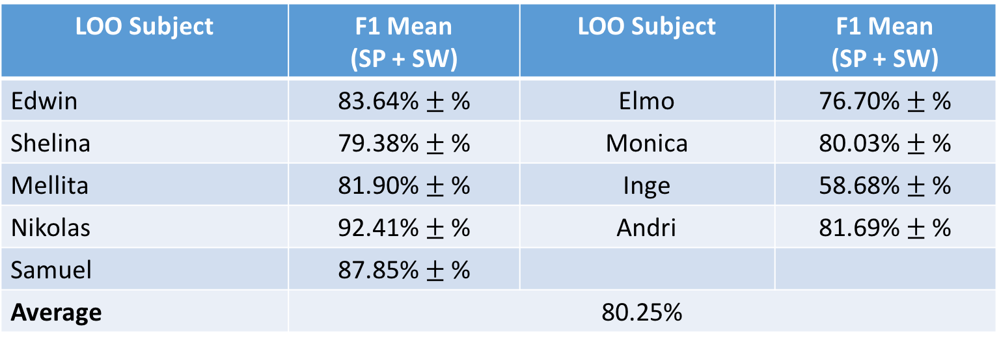 LOO Subject F1 Mean (SP + SW) LOO Subject F1 Mean (SP + SW)
Edwin 83.64% ± % Elmo 76.70% ± %
Shelina 79.38% ± % Monica 80.03% ± %
Mellita 81.90% ± % Inge 58.68% ± %
Nikolas 92.41% ± % Andri 81.69% ± %
Samuel 87.85% ± %
Average 80.25%